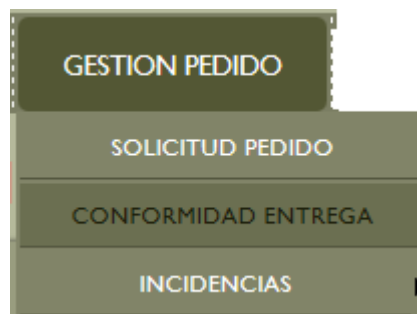 GESTION PEDIDO
SOLICITUD PEDIDO
CONFORMIDAD ENTREGA
INCIDENCIAS